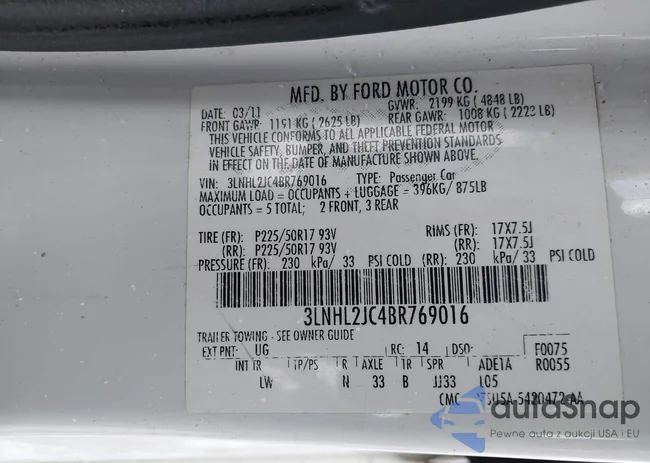 MFD. BY FORD MOTOR CO.
DATE: 03/11 GVWR: 2199 KG ( 4848 LB)
FRONT GAWR: 1191 KG ( 2625 LB) REAR GAWR: 1008 KG ( 2223 LB)
THIS VEHICLE CONFORMS TO ALL APPLICABLE FEDERAL MOTOR
VEHICLE SAFETY, BUMPER, AND THEFT PREVENTION STANDARDS
IN EFFECT ON THE DATE OF MANUFACTURE SHOWN ABOVE.
VIN: 3LNHL2JC4BR769016 TYPE: Passenger Car
MAXIMUM LOAD = OCCUPANTS + LUGGAGE = 396KG/ 875LB
OCCUPANTS = 5 TOTAL; 2 FRONT, 3 REAR
TIRE (FR): P225/50R17 93V RIMS (FR): 17X7.5J
(RR): P225/50R17 93V (RR): 17X7.5J
PRESSURE (FR): 230 kPa/ 33 PSI COLD (RR): 230 kPa/ 33 PSI COLD
3LNHL2JC4BR769016
TRAILER TOWING - SEE OWNER GUIDE
EXT PNT: UG RC: 14 DSO: F0075
INT TR TP/PS R AXLE TR SPR ADE1A R0055
LW N 33 B JJ33 L05
CMC 5U5A-5420472-AA
autoSnap
Pewne auta z aukcji USA i EU